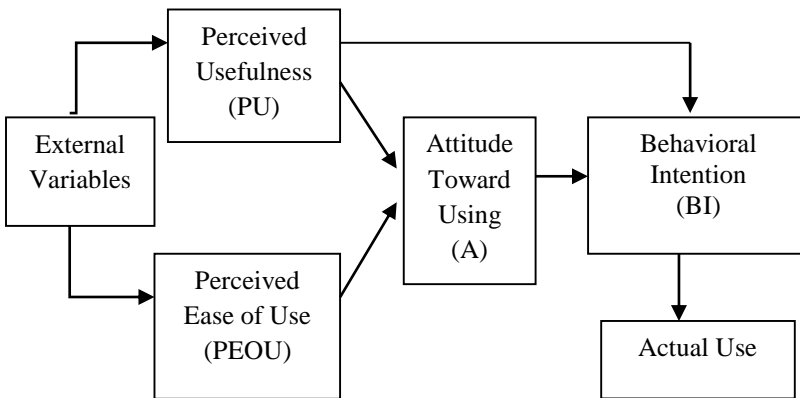 Perceived
Usefulness
(PU)
External
Variables
Attitude
Toward
Using
(A)
Behavioral
Intention
(BI)
Perceived
Ease of Use
(PEOU)
Actual Use